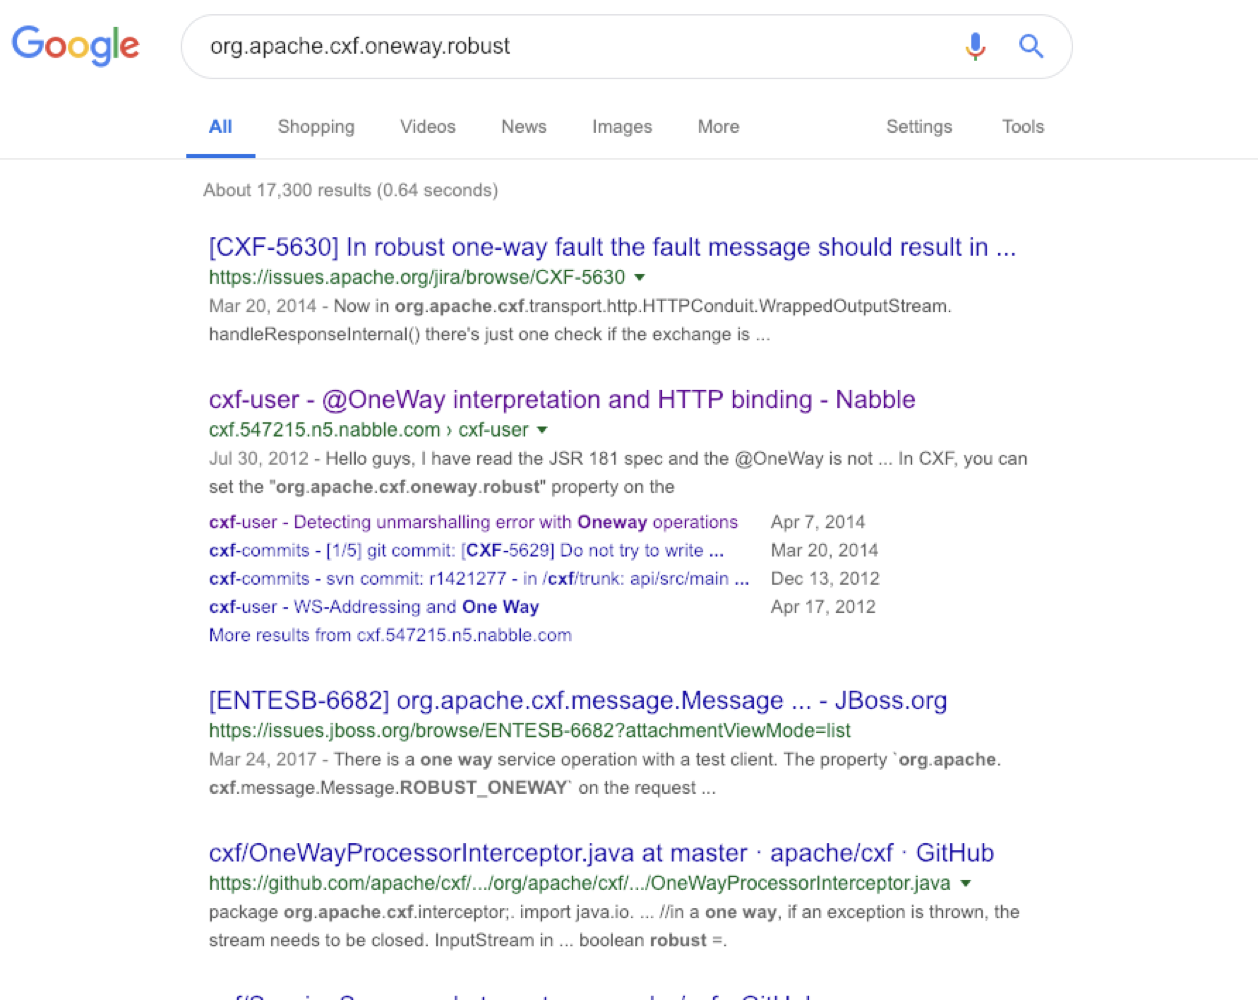 Google
org.apache.cxf.oneway.robust
All Shopping Videos News Images More Settings Tools
About 17,300 results (0.64 seconds)
[CXF-5630] In robust one-way fault the fault message should result in ...
https://issues.apache.org/jira/browse/CXF-5630
Mar 20, 2014 - Now in org.apache.cxf.transport.http.HTTPConduit.WrappedOutputStream.
handleResponseInternal() there's just one check if the exchange is ...
cxf-user - @OneWay interpretation and HTTP binding - Nabble
cxf.547215.n5.nabble.com › cxf-user
Jul 30, 2012 - Hello guys, I have read the JSR 181 spec and the @OneWay is not ... In CXF, you can
set the "org.apache.cxf.oneway.robust" property on the
cxf-user - Detecting unmarshalling error with Oneway operations Apr 7, 2014
cxf-commits - [1/5] git commit: [CXF-5629] Do not try to write ... Mar 20, 2014
cxf-commits - svn commit: r1421277 - in /cxf/trunk: api/src/main ... Dec 13, 2012
cxf-user - WS-Addressing and One Way Apr 17, 2012
More results from cxf.547215.n5.nabble.com
[ENTESB-6682] org.apache.cxf.message.Message ... - JBoss.org
https://issues.jboss.org/browse/ENTESB-6682?attachmentViewMode=list
Mar 24, 2017 - There is a one way service operation with a test client. The property `org.apache.
cxf.message.Message.ROBUST_ONEWAY` on the request ...
cxf/OneWayProcessorInterceptor.java at master · apache/cxf · GitHub
https://github.com/apache/cxf/.../org/apache/cxf/.../OneWayProcessorInterceptor.java
package org.apache.cxf.interceptor;. import java.io. ... //in a one way, if an exception is thrown, the
stream needs to be closed. InputStream in ... boolean robust =.